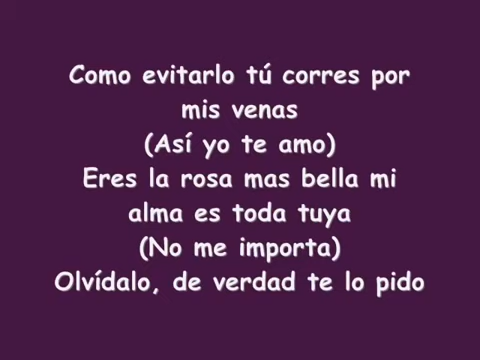 Como evitarlo tú corres por
mis venas
(Así yo te amo)
Eres la rosa mas bella mi
alma es toda tuya
(No me importa)
Olvídalo, de verdad te lo pido